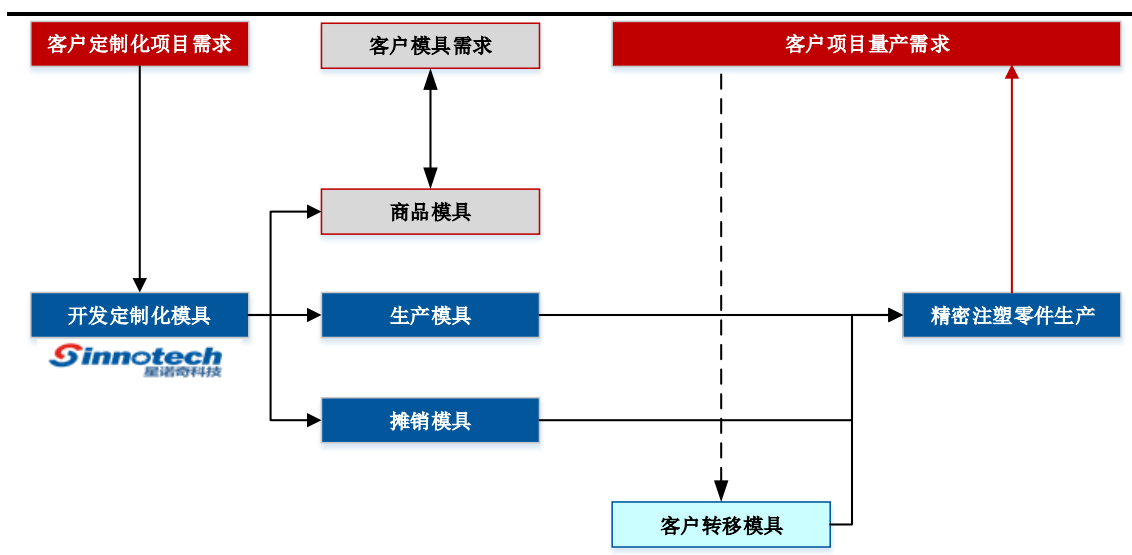 客户定制化项目需求
客户模具需求
客户项目量产需求
商品模具
开发定制化模具
生产模具
精密注塑零件生产
Sinnotech
星诺奇科技
摊销模具
客户转移模具